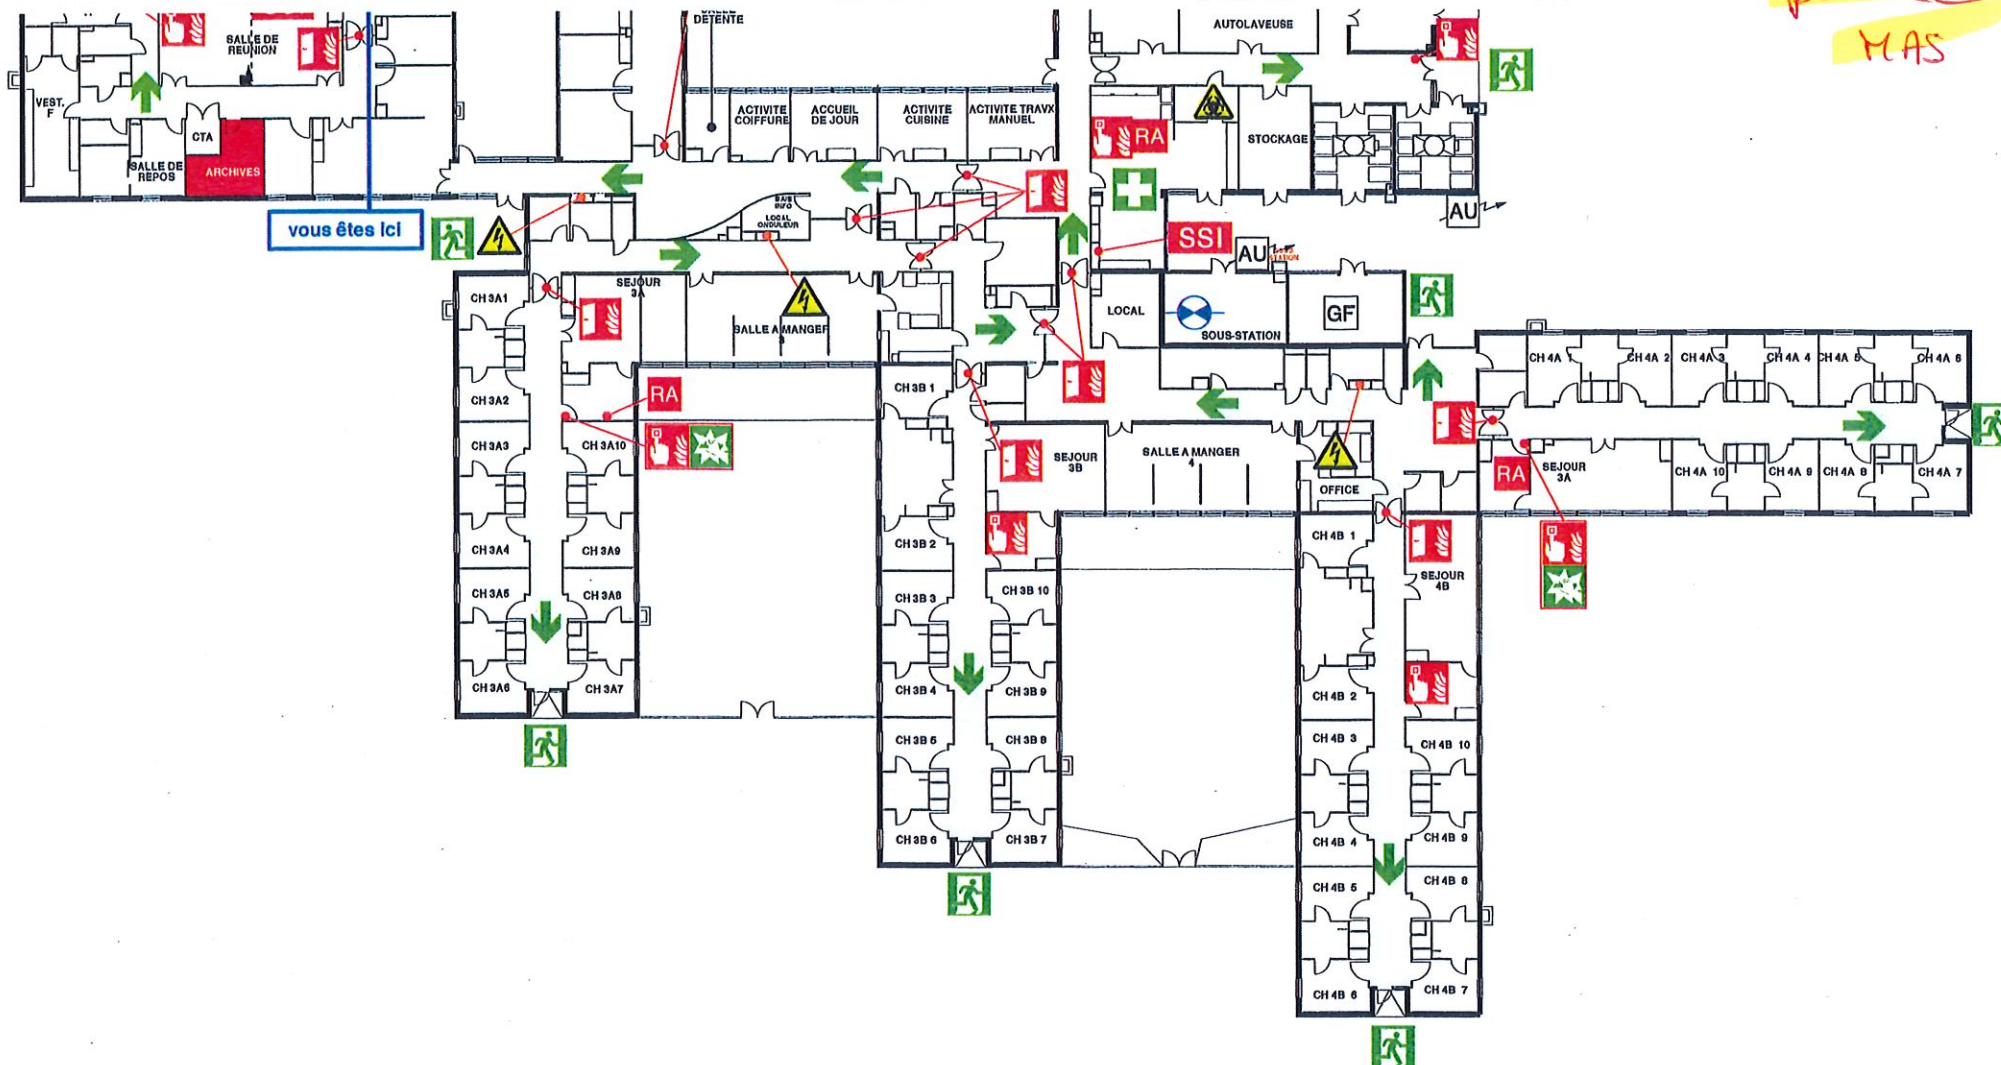 MAS
DETENTE
AUTOLAVEUSE
SALLE DE
REUNION
VEST.
F
CTA
SALLE DE
REPOS
ARCHIVES
ACTIVITE
COIFFURE
ACCUEIL
DE JOUR
ACTIVITE
CUISINE
ACTIVITE TRAVX
MANUEL
RA
STOCKAGE
vous êtes ici
BAIE
INFO
LOCAL
ONDULEUR
SSI
AU
AU
STATION
CH 3A1
SEJOUR
3A
SALLE A MANGER
3
LOCAL
SOUS-STATION
GF
CH 4A 1
CH 4A 2
CH 4A 3
CH 4A 4
CH 4A 5
CH 4A 6
CH 3A2
RA
CH 3B 1
CH 3A3
CH 3A10
SEJOUR
3B
SALLE A MANGER
4
OFFICE
RA
SEJOUR
3A
CH 4A 10
CH 4A 9
CH 4A 8
CH 4A 7
CH 3A4
CH 3A9
CH 3B 2
CH 4B 1
CH 3A5
CH 3A8
CH 3B 3
CH 3B 10
SEJOUR
4B
CH 3A6
CH 3A7
CH 3B 4
CH 3B 9
CH 4B 2
CH 3B 5
CH 3B 8
CH 4B 3
CH 4B 10
CH 3B 6
CH 3B 7
CH 4B 4
CH 4B 9
CH 4B 5
CH 4B 8
CH 4B 6
CH 4B 7